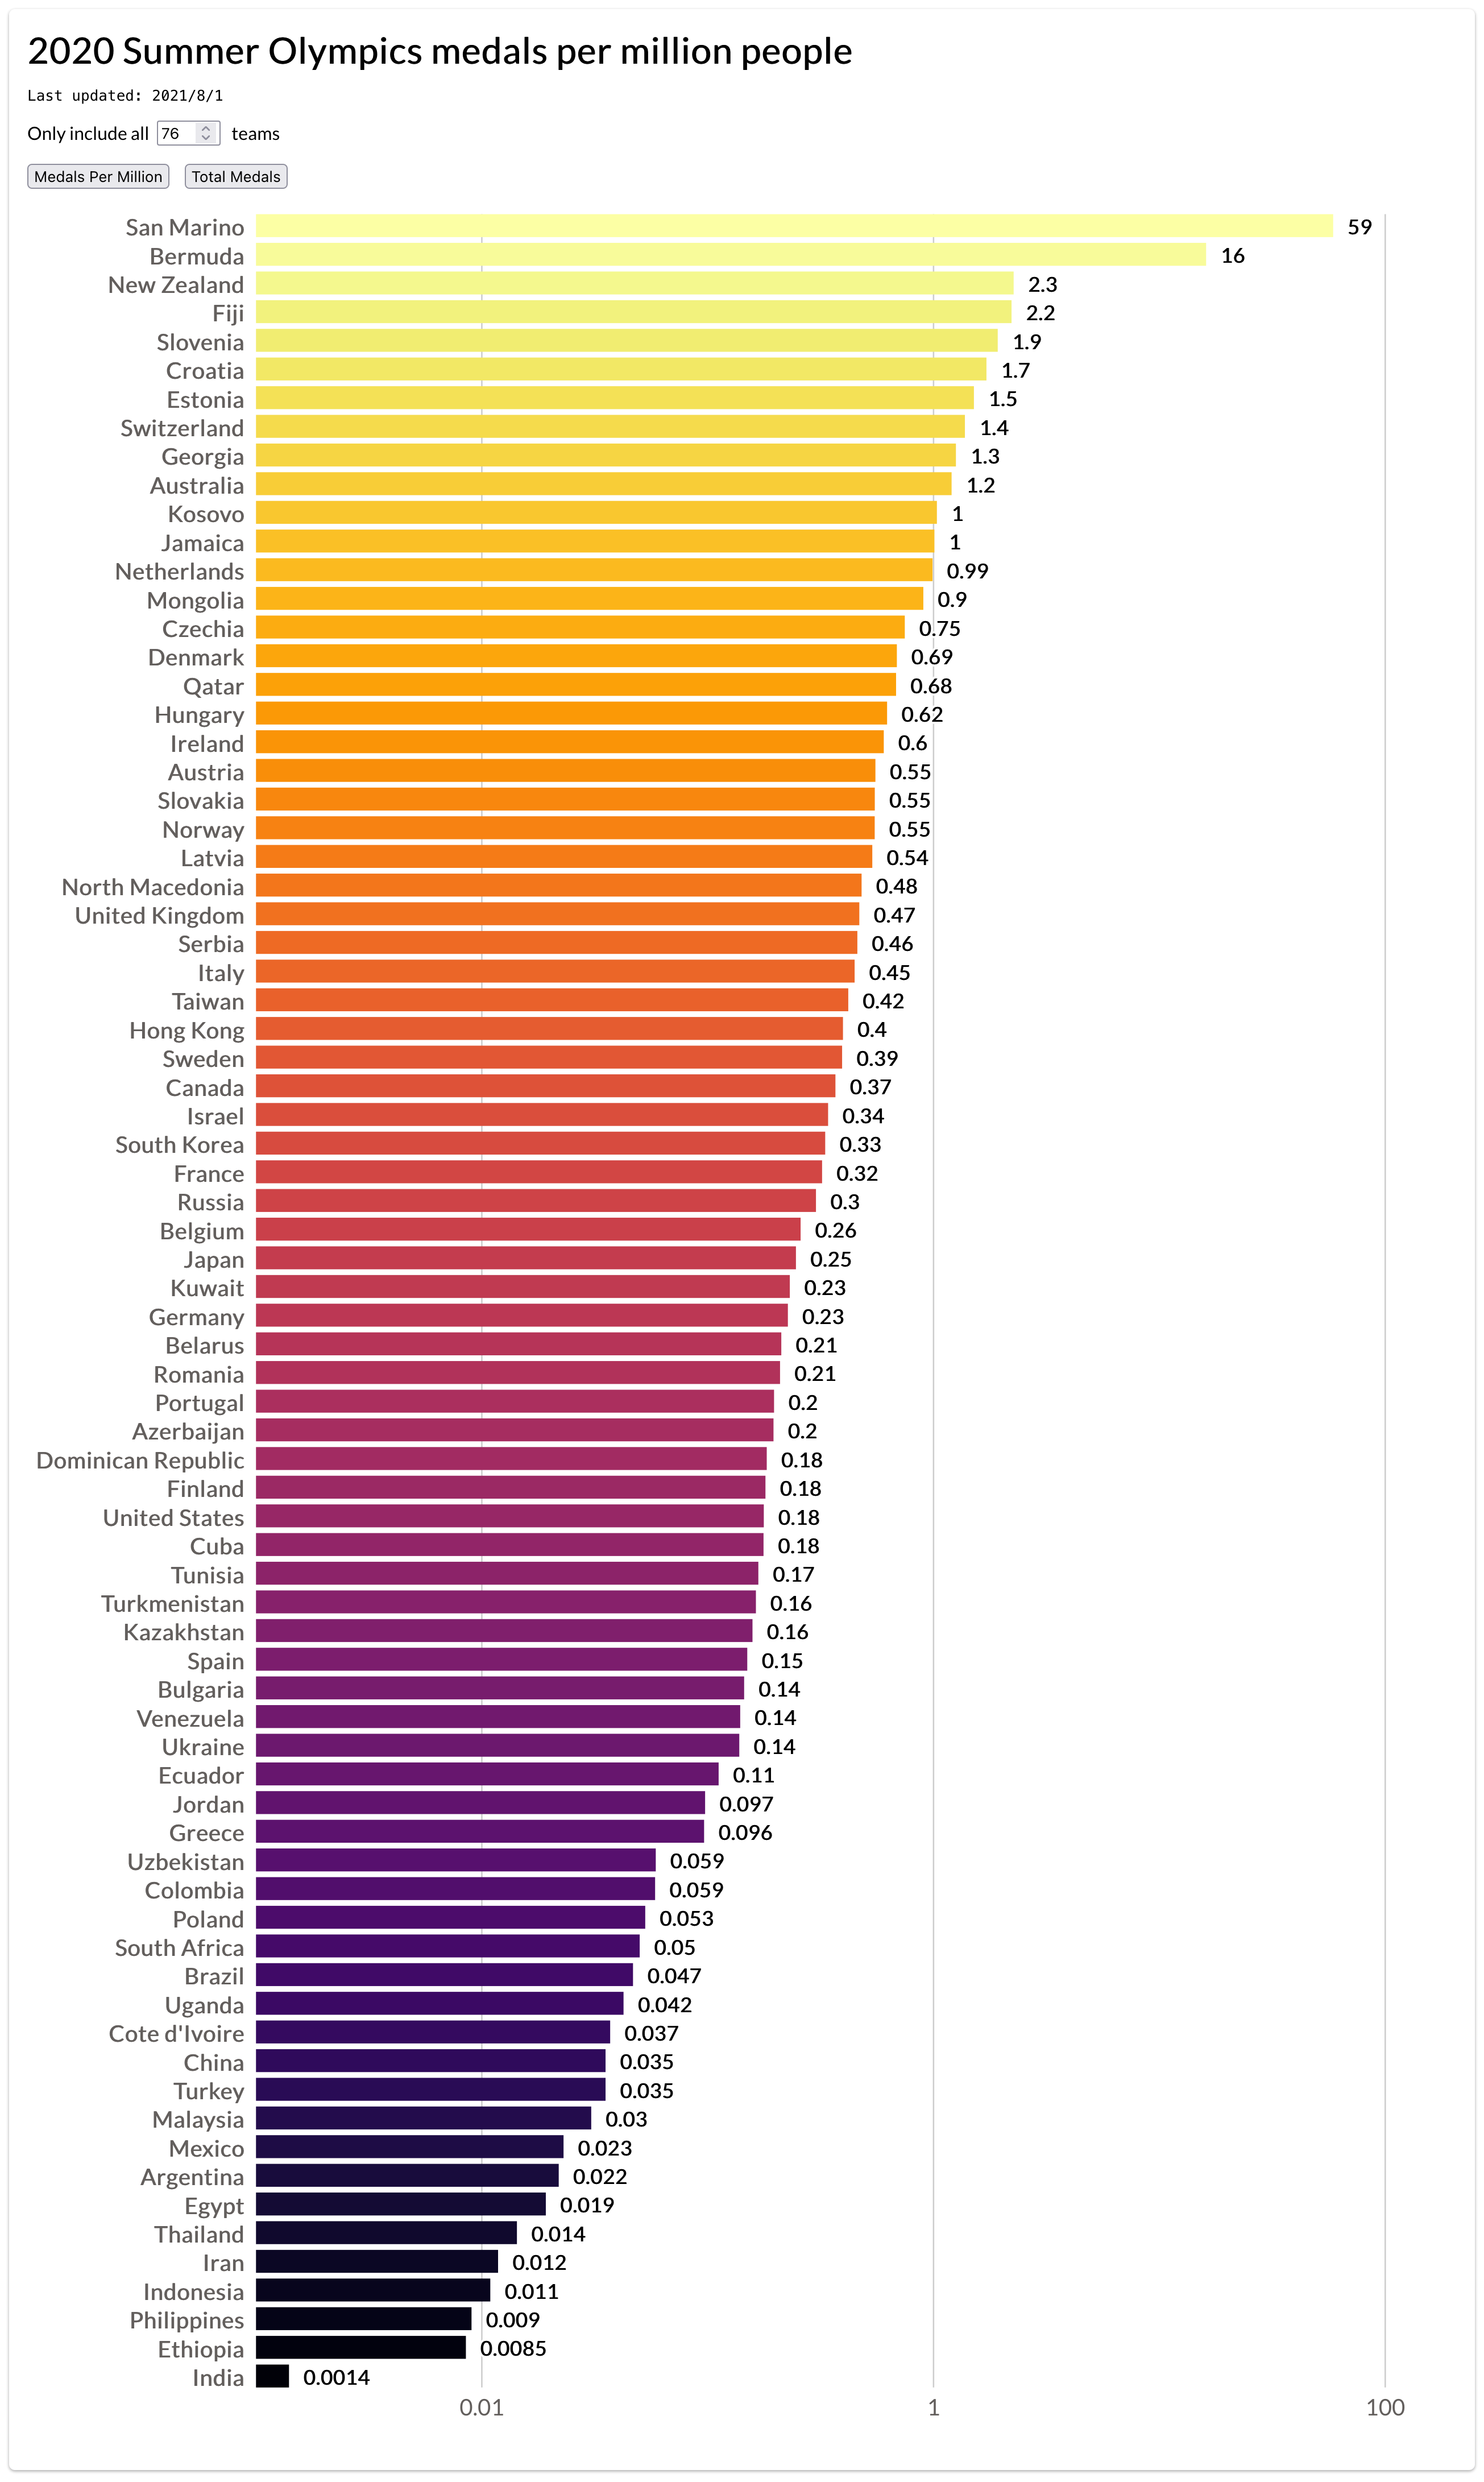 2020 Summer Olympics medals per million people
Last updated: 2021/8/1
Only include all 76 teams
Medals Per Million Total Medals
San Marino 59
Bermuda 16
New Zealand 2.3
Fiji 2.2
Slovenia 1.9
Croatia 1.7
Estonia 1.5
Switzerland 1.4
Georgia 1.3
Australia 1.2
Kosovo 1
Jamaica 1
Netherlands 0.99
Mongolia 0.9
Czechia 0.75
Denmark 0.69
Qatar 0.68
Hungary 0.62
Ireland 0.6
Austria 0.55
Slovakia 0.55
Norway 0.55
Latvia 0.54
North Macedonia 0.48
United Kingdom 0.47
Serbia 0.46
Italy 0.45
Taiwan 0.42
Hong Kong 0.4
Sweden 0.39
Canada 0.37
Israel 0.34
South Korea 0.33
France 0.32
Russia 0.3
Belgium 0.26
Japan 0.25
Kuwait 0.23
Germany 0.23
Belarus 0.21
Romania 0.21
Portugal 0.2
Azerbaijan 0.2
Dominican Republic 0.18
Finland 0.18
United States 0.18
Cuba 0.18
Tunisia 0.17
Turkmenistan 0.16
Kazakhstan 0.16
Spain 0.15
Bulgaria 0.14
Venezuela 0.14
Ukraine 0.14
Ecuador 0.11
Jordan 0.097
Greece 0.096
Uzbekistan 0.059
Colombia 0.059
Poland 0.053
South Africa 0.05
Brazil 0.047
Uganda 0.042
Cote d'Ivoire 0.037
China 0.035
Turkey 0.035
Malaysia 0.03
Mexico 0.023
Argentina 0.022
Egypt 0.019
Thailand 0.014
Iran 0.012
Indonesia 0.011
Philippines 0.009
Ethiopia 0.0085
India 0.0014
0.01 1 100